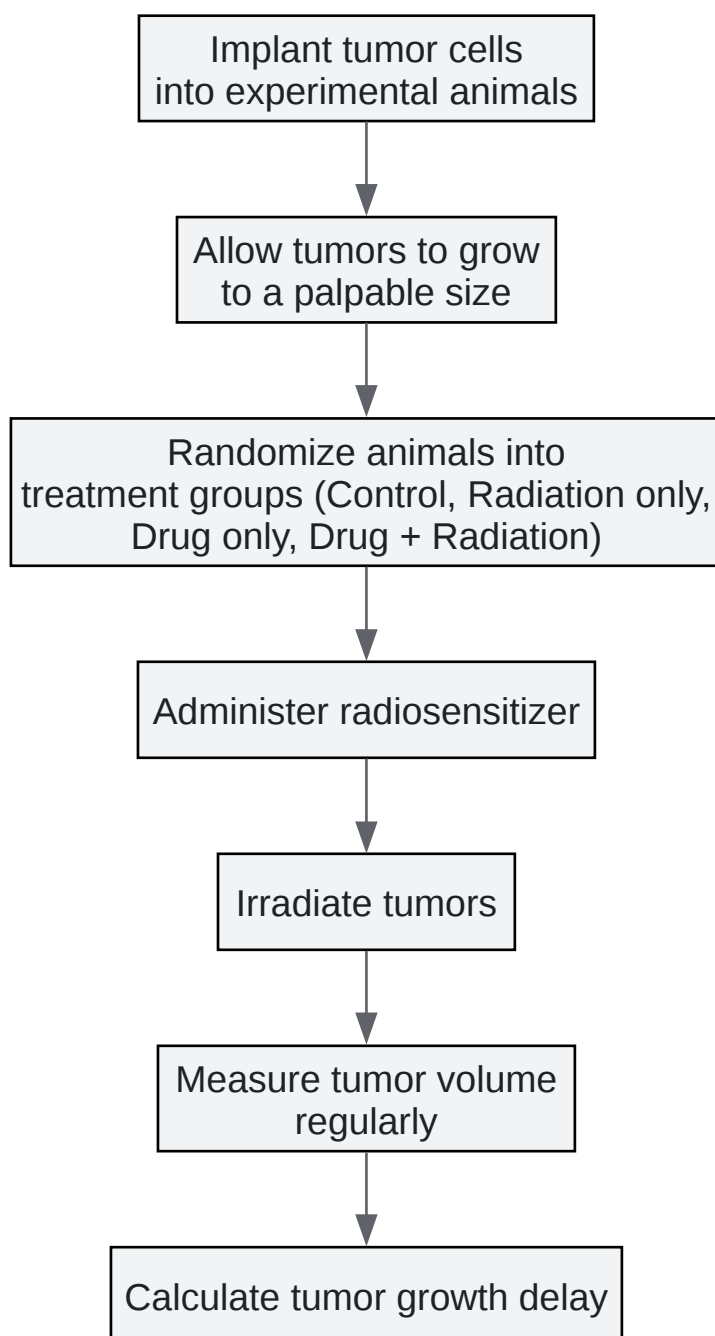 Implant tumor cells
into experimental animals
Allow tumors to grow
to a palpable size
Randomize animals into
treatment groups (Control, Radiation only,
Drug only, Drug + Radiation)
Administer radiosensitizer
Irradiate tumors
Measure tumor volume
regularly
Calculate tumor growth delay